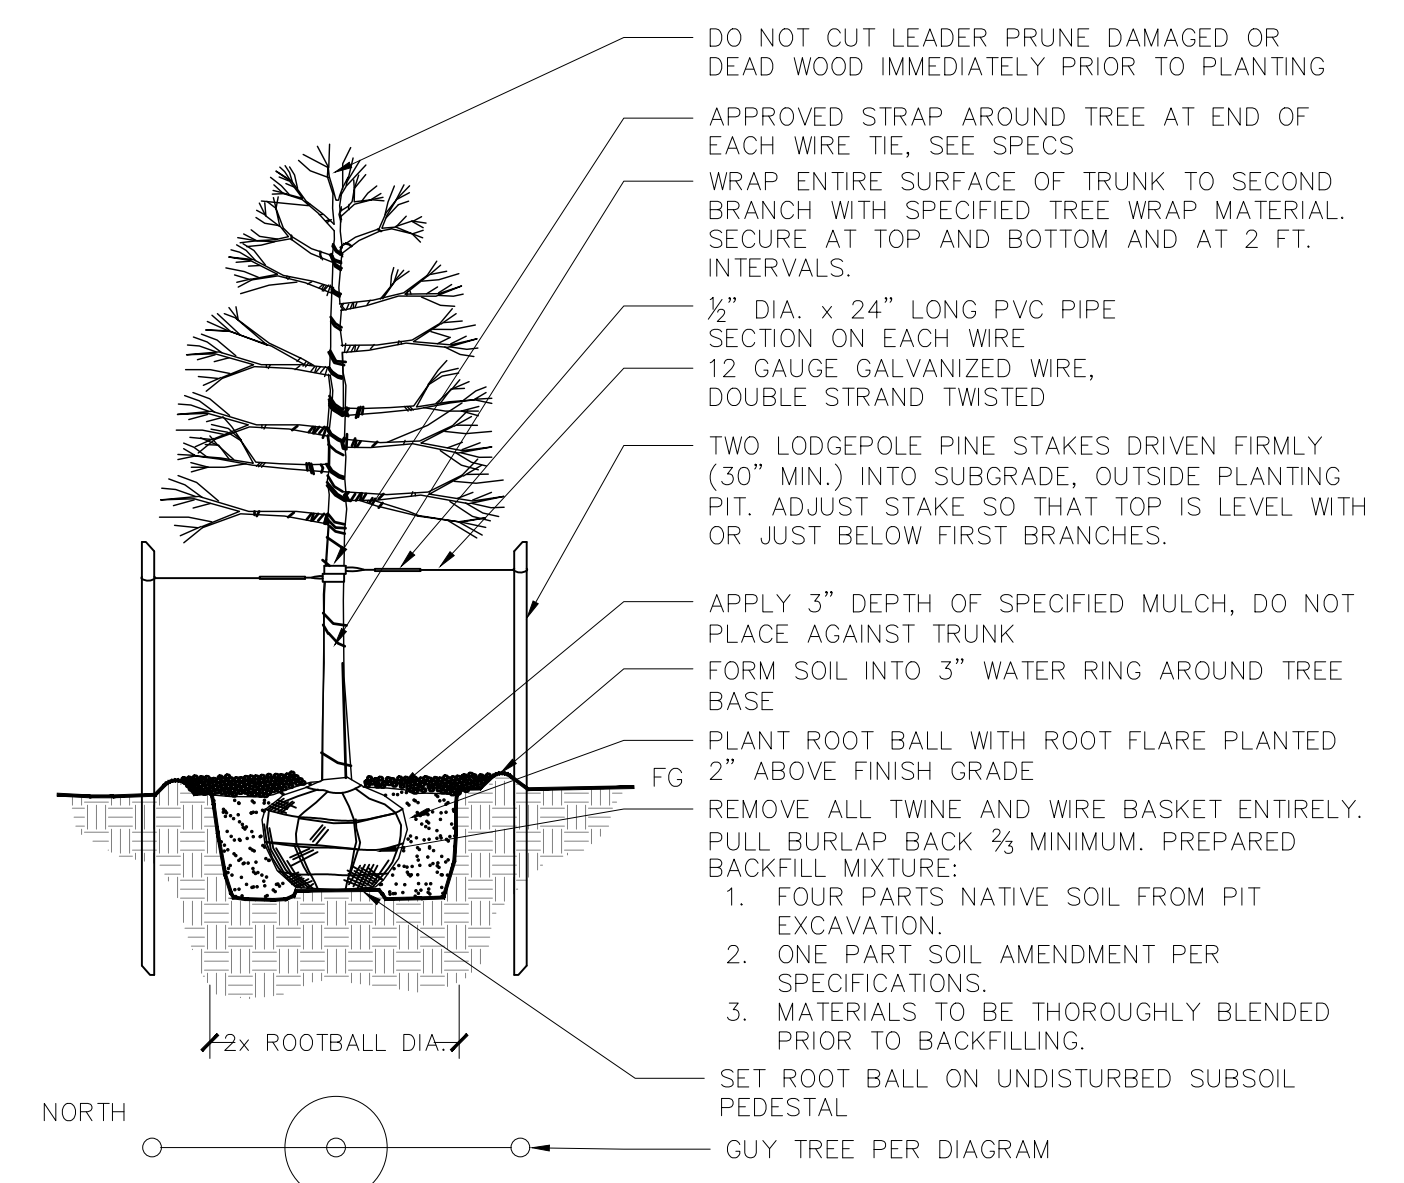 DO NOT CUT LEADER PRUNE DAMAGED OR
DEAD WOOD IMMEDIATELY PRIOR TO PLANTING
APPROVED STRAP AROUND TREE AT END OF
EACH WIRE TIE, SEE SPECS
WRAP ENTIRE SURFACE OF TRUNK TO SECOND
BRANCH WITH SPECIFIED TREE WRAP MATERIAL.
SECURE AT TOP AND BOTTOM AND AT 2 FT.
INTERVALS.
½” DIA. x 24” LONG PVC PIPE
SECTION ON EACH WIRE
12 GAUGE GALVANIZED WIRE,
DOUBLE STRAND TWISTED
TWO LODGEPOLE PINE STAKES DRIVEN FIRMLY
(30” MIN.) INTO SUBGRADE, OUTSIDE PLANTING
PIT. ADJUST STAKE SO THAT TOP IS LEVEL WITH
OR JUST BELOW FIRST BRANCHES.
APPLY 3” DEPTH OF SPECIFIED MULCH, DO NOT
PLACE AGAINST TRUNK
FORM SOIL INTO 3” WATER RING AROUND TREE
BASE
PLANT ROOT BALL WITH ROOT FLARE PLANTED
2” ABOVE FINISH GRADE
FG
REMOVE ALL TWINE AND WIRE BASKET ENTIRELY.
PULL BURLAP BACK ⅔ MINIMUM. PREPARED
BACKFILL MIXTURE:
1. FOUR PARTS NATIVE SOIL FROM PIT
EXCAVATION.
2. ONE PART SOIL AMENDMENT PER
SPECIFICATIONS.
3. MATERIALS TO BE THOROUGHLY BLENDED
PRIOR TO BACKFILLING.
2x ROOTBALL DIA.
SET ROOT BALL ON UNDISTURBED SUBSOIL
PEDESTAL
NORTH
GUY TREE PER DIAGRAM